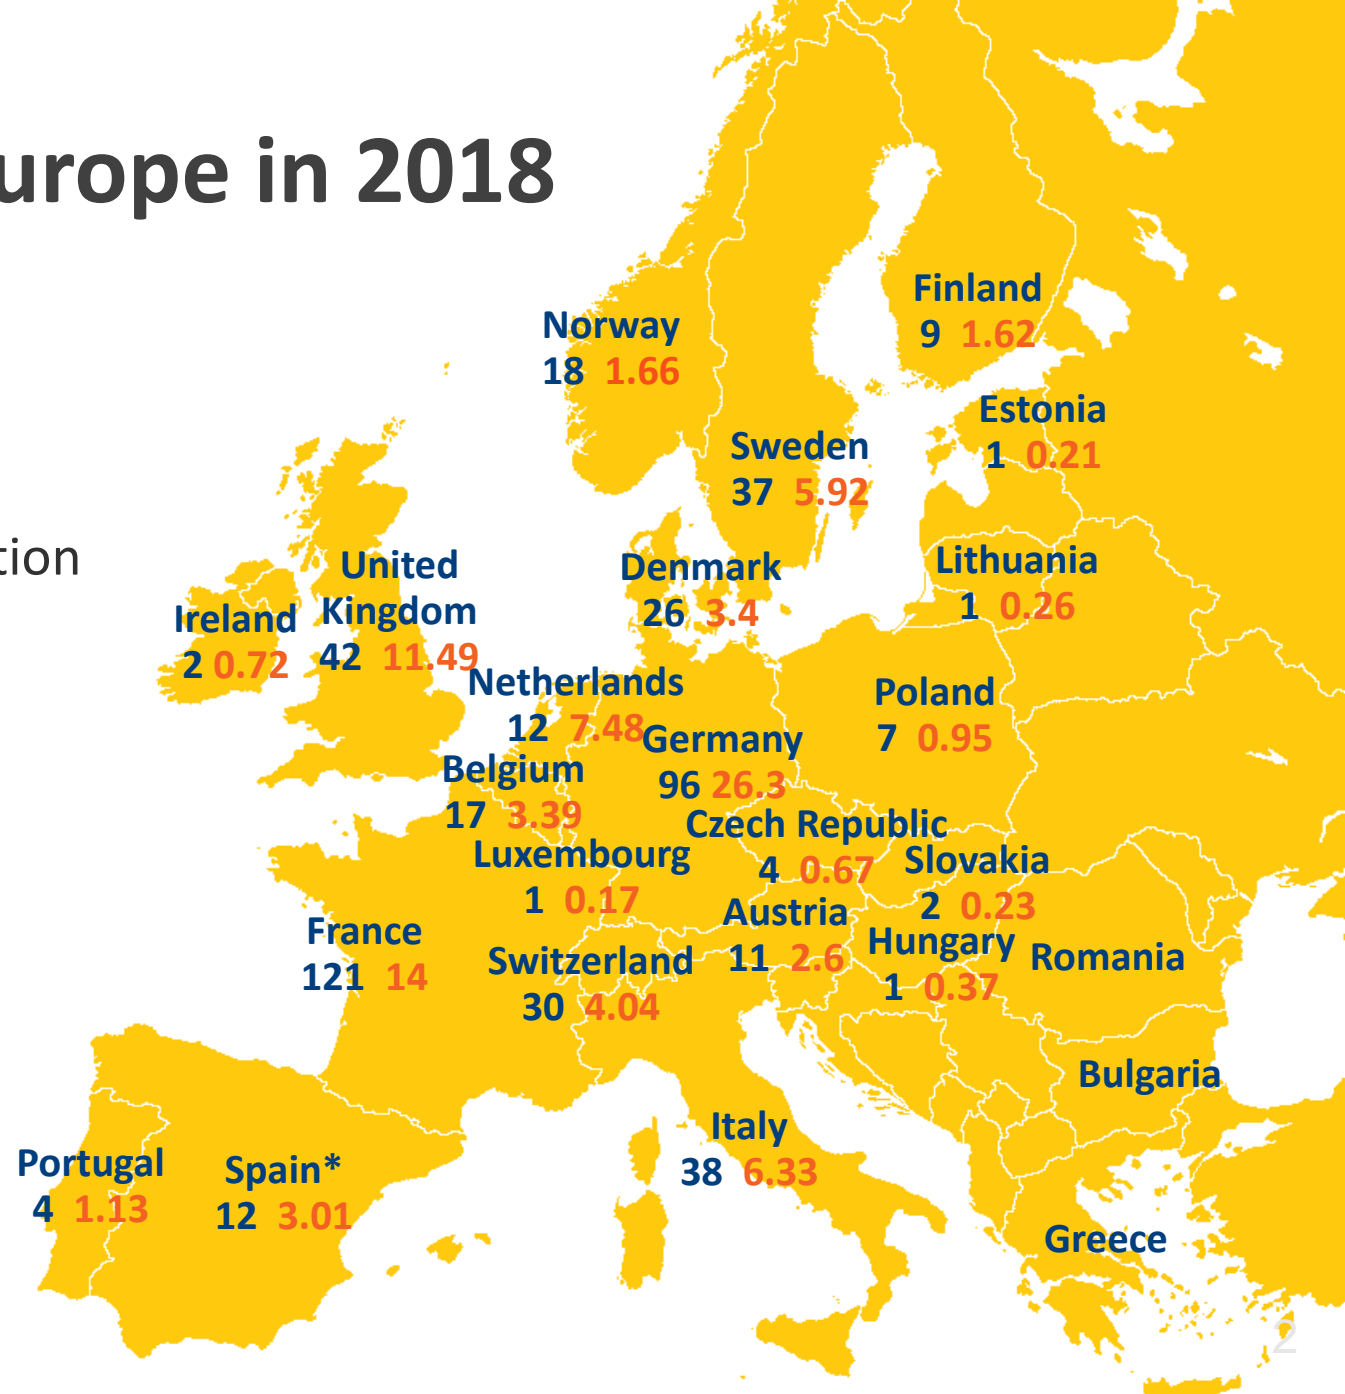 urope in 2018
tion
Finland
9 1.62
Norway
18 1.66
Estonia
1 0.21
Sweden
37 5.92
Lithuania
1 0.26
Denmark
26 3.4
United
Kingdom
42 11.49
Ireland
2 0.72
Netherlands
12 7.48
Poland
7 0.95
Germany
96 26.3
Belgium
17 3.39
Czech Republic
4 0.67
Slovakia
2 0.23
Luxembourg
1 0.17
Austria
11 2.6
France
121 14
Hungary
1 0.37
Romania
Switzerland
30 4.04
Bulgaria
Italy
38 6.33
Portugal
4 1.13
Spain*
12 3.01
Greece
2